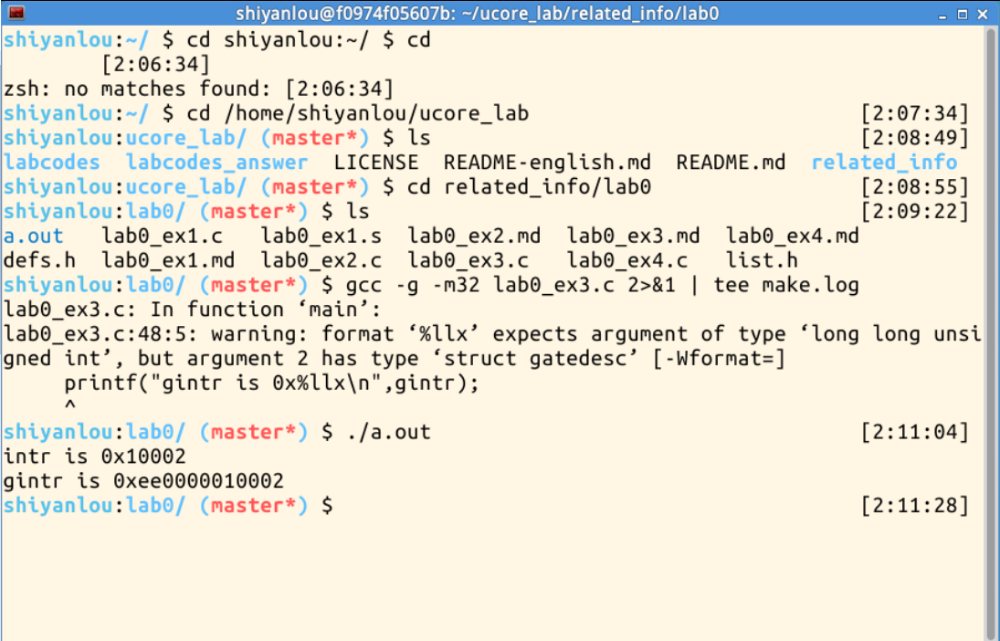 shiyanlou@f0974f05607b: ~/ucore_lab/related_info/lab0
shiyanlou:~/ $ cd shiyanlou:~/ $ cd
[2:06:34]
zsh: no matches found: [2:06:34]
shiyanlou:~/ $ cd /home/shiyanlou/ucore_lab [2:07:34]
shiyanlou:ucore_lab/ (master*) $ ls [2:08:49]
labcodes labcodes_answer LICENSE README-english.md README.md related_info
shiyanlou:ucore_lab/ (master*) $ cd related_info/lab0 [2:08:55]
shiyanlou:lab0/ (master*) $ ls [2:09:22]
a.out lab0_ex1.c lab0_ex1.s lab0_ex2.md lab0_ex3.md lab0_ex4.md
defs.h lab0_ex1.md lab0_ex2.c lab0_ex3.c lab0_ex4.c list.h
shiyanlou:lab0/ (master*) $ gcc -g -m32 lab0_ex3.c 2>&1 | tee make.log
lab0_ex3.c: In function ‘main’:
lab0_ex3.c:48:5: warning: format ‘%llx’ expects argument of type ‘long long unsi
gned int’, but argument 2 has type ‘struct gatedesc’ [-Wformat=]
printf("gintr is 0x%llx\n",gintr);
^
shiyanlou:lab0/ (master*) $ ./a.out [2:11:04]
intr is 0x10002
gintr is 0xee0000010002
shiyanlou:lab0/ (master*) $ [2:11:28]